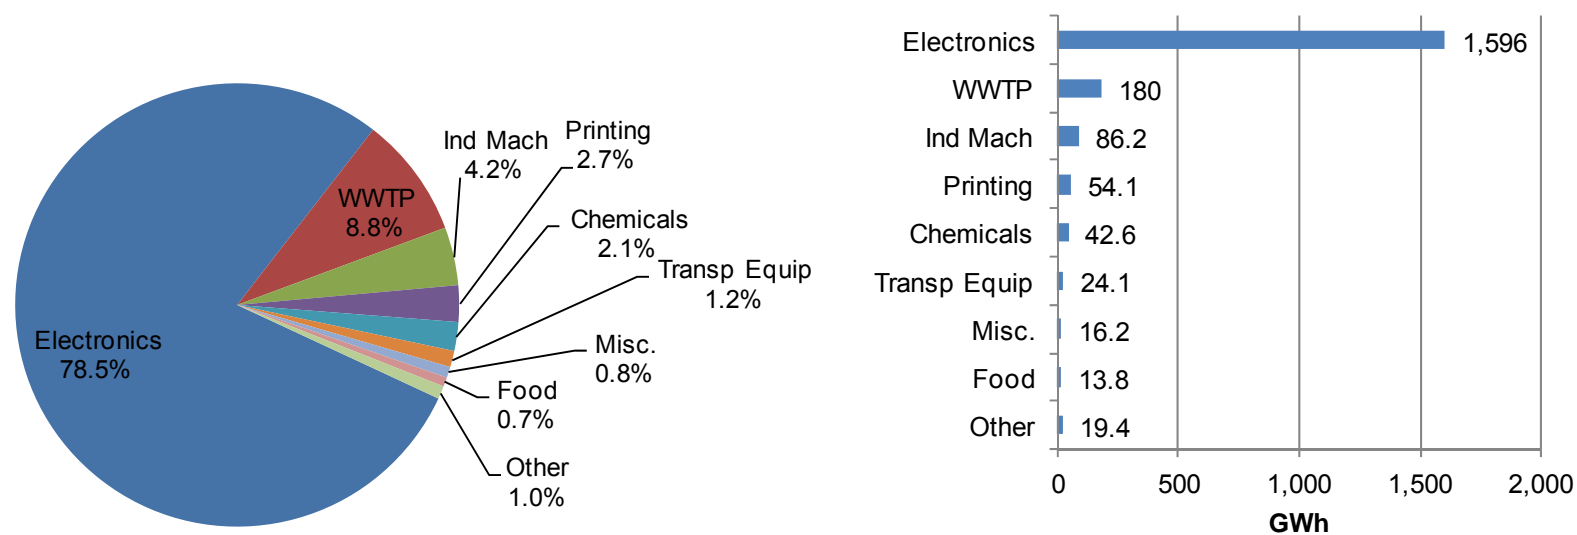 Electronics
78.5%
WWTP
8.8%
Ind Mach
4.2%
Printing
2.7%
Chemicals
2.1%
Transp Equip
1.2%
Misc.
0.8%
Food
0.7%
Other
1.0%
Electronics 1,596
WWTP 180
Ind Mach 86.2
Printing 54.1
Chemicals 42.6
Transp Equip 24.1
Misc. 16.2
Food 13.8
Other 19.4
0 500 1,000 1,500 2,000
GWh